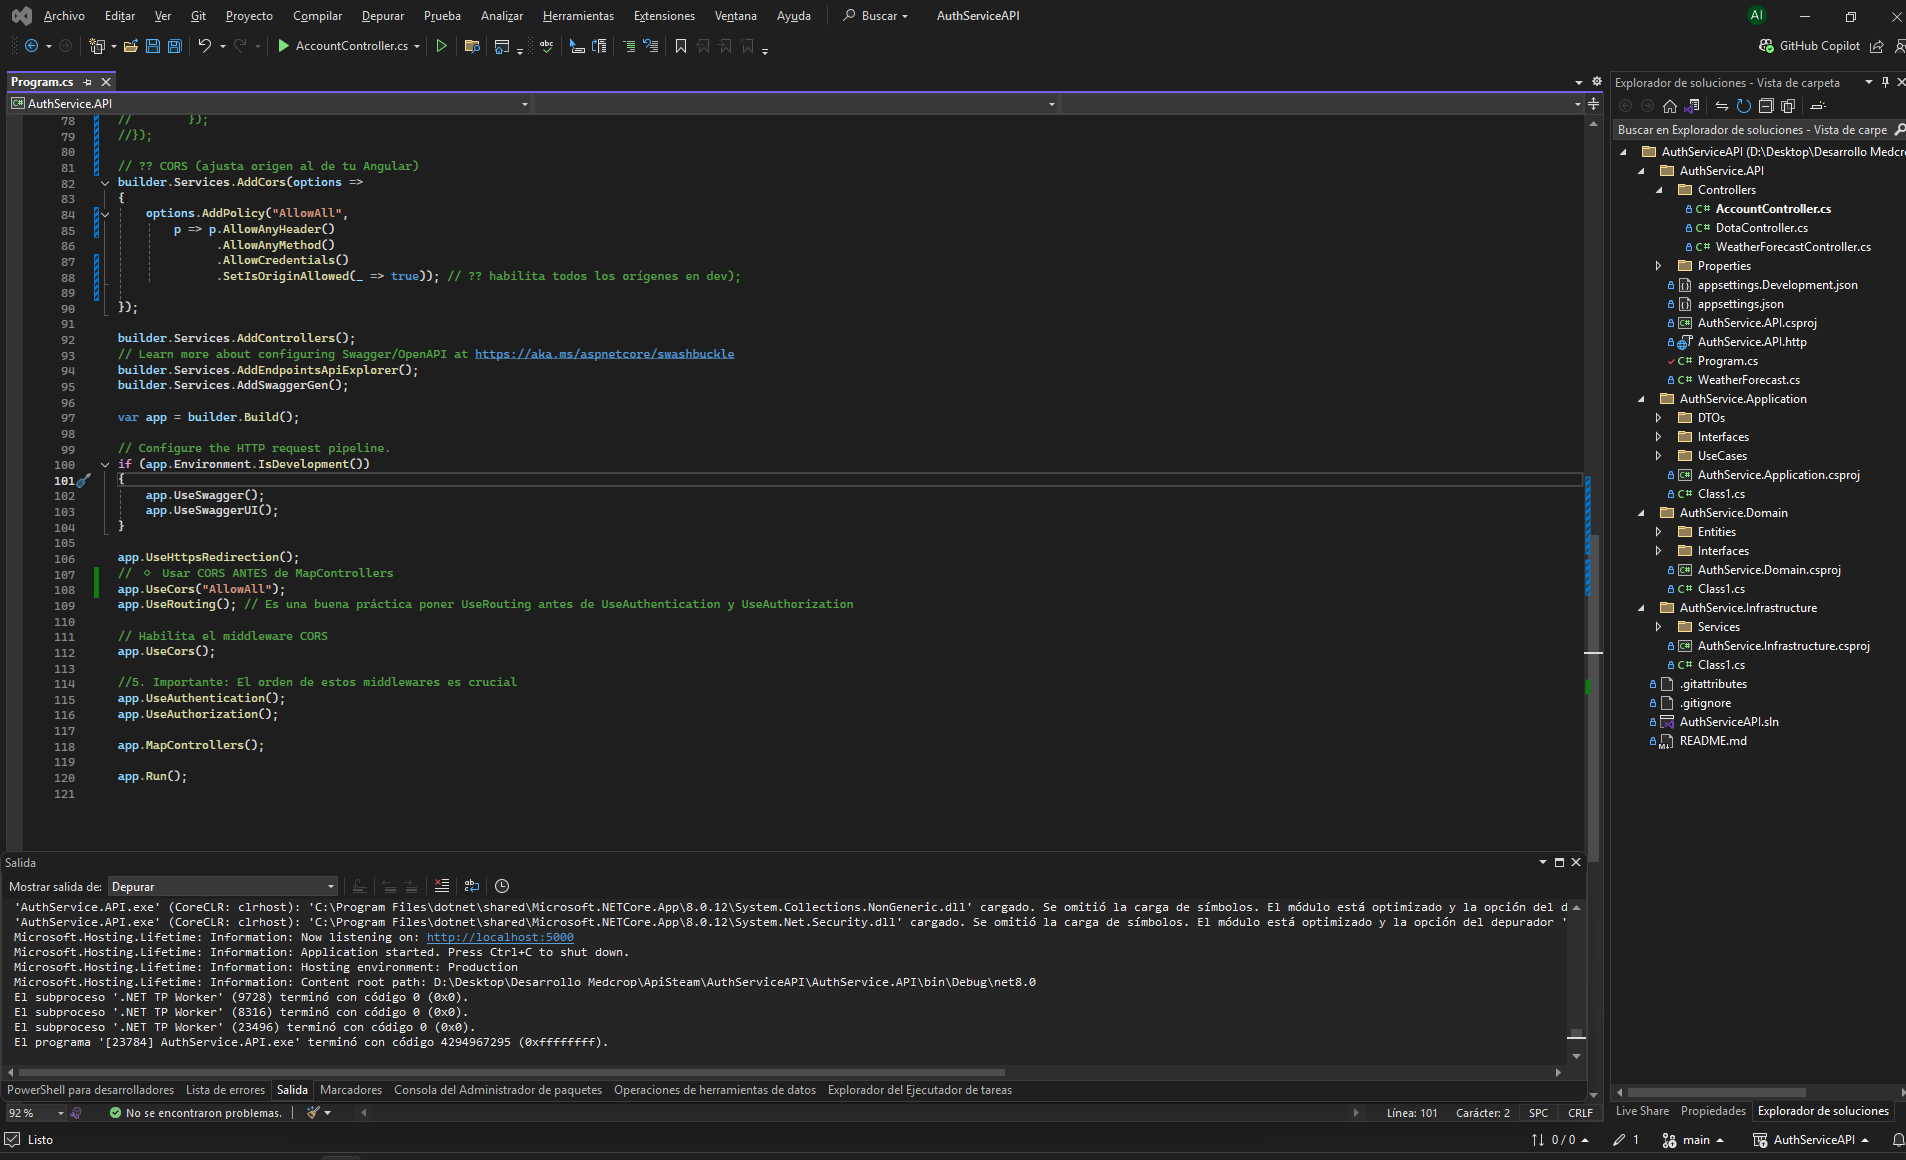 Archivo Editar Ver Git Proyecto Compilar Depurar Prueba Analizar Herramientas Extensiones Ventana Ayuda Buscar AuthServiceAPI AI
AccountController.cs GitHub Copilot
Program.cs
AuthService.API
78 // });
79 //});
80
81 // ?? CORS (ajusta origen al de tu Angular)
82 builder.Services.AddCors(options =>
83 {
84 options.AddPolicy("AllowAll",
85 p => p.AllowAnyHeader()
86 .AllowAnyMethod()
87 .AllowCredentials()
88 .SetIsOriginAllowed(_ => true)); // ?? habilita todos los orígenes en dev);
89
90 });
91
92 builder.Services.AddControllers();
93 // Learn more about configuring Swagger/OpenAPI at https://aka.ms/aspnetcore/swashbuckle
94 builder.Services.AddEndpointsApiExplorer();
95 builder.Services.AddSwaggerGen();
96
97 var app = builder.Build();
98
99 // Configure the HTTP request pipeline.
100 if (app.Environment.IsDevelopment())
101 {
102 app.UseSwagger();
103 app.UseSwaggerUI();
104 }
105
106 app.UseHttpsRedirection();
107 // ⋄ Usar CORS ANTES de MapControllers
108 app.UseCors("AllowAll");
109 app.UseRouting(); // Es una buena práctica poner UseRouting antes de UseAuthentication y UseAuthorization
110
111 // Habilita el middleware CORS
112 app.UseCors();
113
114 //5. Importante: El orden de estos middlewares es crucial
115 app.UseAuthentication();
116 app.UseAuthorization();
117
118 app.MapControllers();
119
120 app.Run();
121
Salida
Mostrar salida de: Depurar
'AuthService.API.exe' (CoreCLR: clrhost): 'C:\Program Files\dotnet\shared\Microsoft.NETCore.App\8.0.12\System.Collections.NonGeneric.dll' cargado. Se omitió la carga de símbolos. El módulo está optimizado y la opción del d
'AuthService.API.exe' (CoreCLR: clrhost): 'C:\Program Files\dotnet\shared\Microsoft.NETCore.App\8.0.12\System.Net.Security.dll' cargado. Se omitió la carga de símbolos. El módulo está optimizado y la opción del depurador '
Microsoft.Hosting.Lifetime: Information: Now listening on: http://localhost:5000
Microsoft.Hosting.Lifetime: Information: Application started. Press Ctrl+C to shut down.
Microsoft.Hosting.Lifetime: Information: Hosting environment: Production
Microsoft.Hosting.Lifetime: Information: Content root path: D:\Desktop\Desarrollo Medcrop\ApiSteam\AuthServiceAPI\AuthService.API\bin\Debug\net8.0
El subproceso '.NET TP Worker' (9728) terminó con código 0 (0x0).
El subproceso '.NET TP Worker' (8316) terminó con código 0 (0x0).
El subproceso '.NET TP Worker' (23496) terminó con código 0 (0x0).
El programa '[23784] AuthService.API.exe' terminó con código 4294967295 (0xffffffff).
PowerShell para desarrolladores Lista de errores Salida Marcadores Consola del Administrador de paquetes Operaciones de herramientas de datos Explorador del Ejecutador de tareas
92 % No se encontraron problemas. Línea: 101 Carácter: 2 SPC CRLF
Explorador de soluciones - Vista de carpeta
Buscar en Explorador de soluciones - Vista de carpe
AuthServiceAPI (D:\Desktop\Desarrollo Medcro
AuthService.API
Controllers
C# AccountController.cs
C# DotaController.cs
C# WeatherForecastController.cs
Properties
appsettings.Development.json
appsettings.json
AuthService.API.csproj
AuthService.API.http
C# Program.cs
C# WeatherForecast.cs
AuthService.Application
DTOs
Interfaces
UseCases
AuthService.Application.csproj
C# Class1.cs
AuthService.Domain
Entities
Interfaces
AuthService.Domain.csproj
C# Class1.cs
AuthService.Infrastructure
Services
AuthService.Infrastructure.csproj
C# Class1.cs
.gitattributes
.gitignore
AuthServiceAPI.sln
README.md
Live Share Propiedades Explorador de soluciones
Listo 0 / 0 1 main AuthServiceAPI